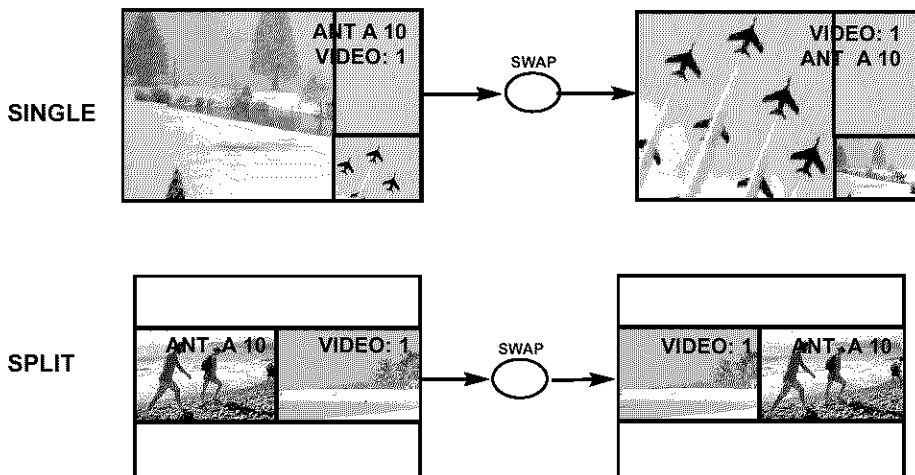 ANT A 10
VIDEO: 1
SWAP
VIDEO: 1
ANT A 10
SINGLE
ANT A 10 VIDEO: 1
SWAP
VIDEO: 1 ANT A 10
SPLIT